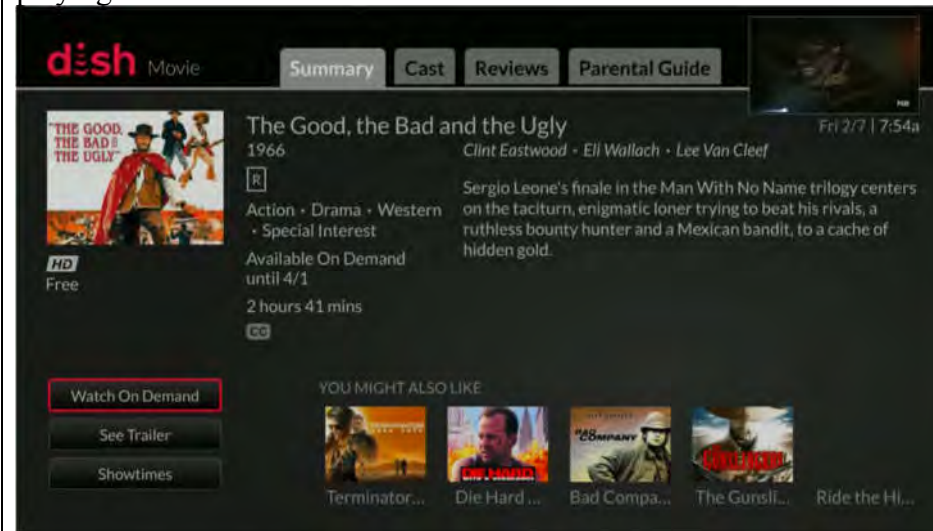 dish Movie
Summary
Cast
Reviews
Parental Guide
The Good, the Bad and the Ugly
Fri 2/7 | 7:54a
1966
Clint Eastwood • Eli Wallach • Lee Van Cleef
R
Sergio Leone's finale in the Man With No Name trilogy centers
on the taciturn, enigmatic loner trying to beat his rivals, a
ruthless bounty hunter and a Mexican bandit, to a cache of
hidden gold.
Action • Drama • Western
• Special Interest
Available On Demand
until 4/1
2 hours 41 mins
CC
"THE GOOD,
THE BAD &
THE UGLY"
HD
Free
Watch On Demand
See Trailer
Showtimes
YOU MIGHT ALSO LIKE
DIE HARD
BAD
COMPANY
Terminator...
Die Hard ...
Bad Compa...
The Gunsli...
Ride the Hi...